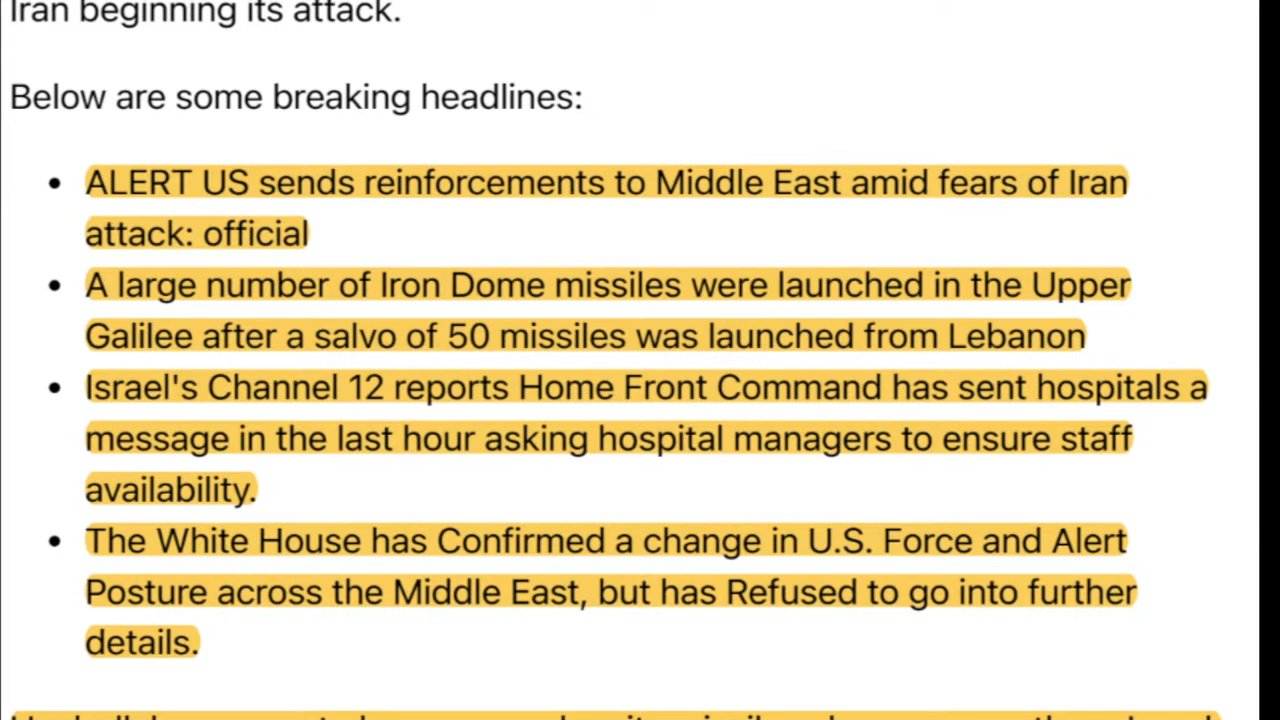 Iran beginning its attack.
Below are some breaking headlines:
• ALERT US sends reinforcements to Middle East amid fears of Iran
attack: official
• A large number of Iron Dome missiles were launched in the Upper
Galilee after a salvo of 50 missiles was launched from Lebanon
• Israel's Channel 12 reports Home Front Command has sent hospitals a
message in the last hour asking hospital managers to ensure staff
availability.
• The White House has Confirmed a change in U.S. Force and Alert
Posture across the Middle East, but has Refused to go into further
details.